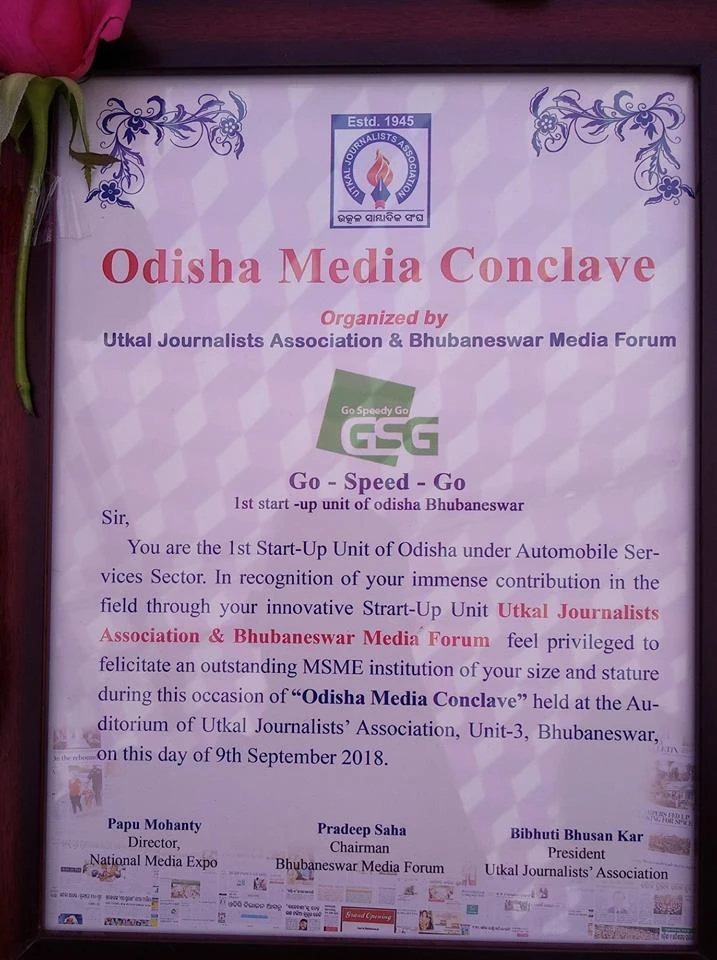 Estd. 1945
UTKAL JOURNALISTS ASSOCIATION
ଉତ୍କଳ ସାମ୍ବାଦିକ ସଂଘ
Odisha Media Conclave
Organized by
Utkal Journalists Association & Bhubaneswar Media Forum
Go Speedy Go
GSG
Go - Speed - Go
1st start -up unit of odisha Bhubaneswar
Sir,
You are the 1st Start-Up Unit of Odisha under Automobile Ser-
vices Sector. In recognition of your immense contribution in the
field through your innovative Strart-Up Unit Utkal Journalists
Association & Bhubaneswar Media Forum feel privileged to
felicitate an outstanding MSME institution of your size and stature
during this occasion of “Odisha Media Conclave” held at the Au-
ditorium of Utkal Journalists’ Association, Unit-3, Bhubaneswar,
on this day of 9th September 2018.
Papu Mohanty
Director,
National Media Expo
Pradeep Saha
Chairman
Bhubaneswar Media Forum
Bibhuti Bhusan Kar
President
Utkal Journalists’ Association
Grand Opening